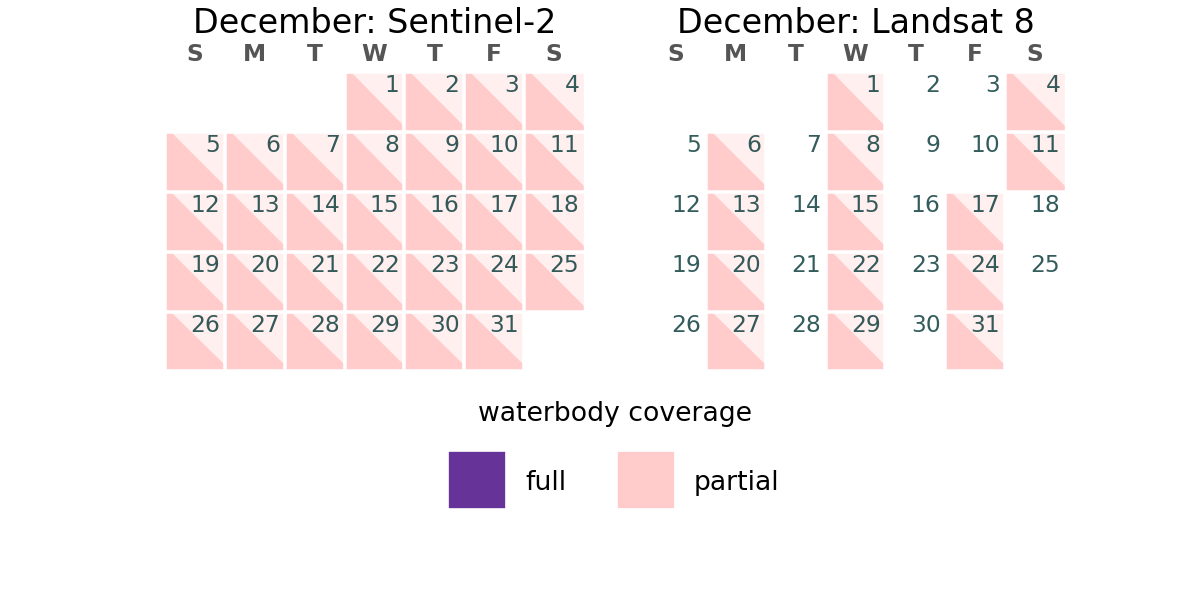 December: Sentinel-2
S M T W T F S
1 2 3 4
5 6 7 8 9 10 11
12 13 14 15 16 17 18
19 20 21 22 23 24 25
26 27 28 29 30 31
December: Landsat 8
S M T W T F S
1 2 3 4
5 6 7 8 9 10 11
12 13 14 15 16 17 18
19 20 21 22 23 24 25
26 27 28 29 30 31
waterbody coverage
full partial